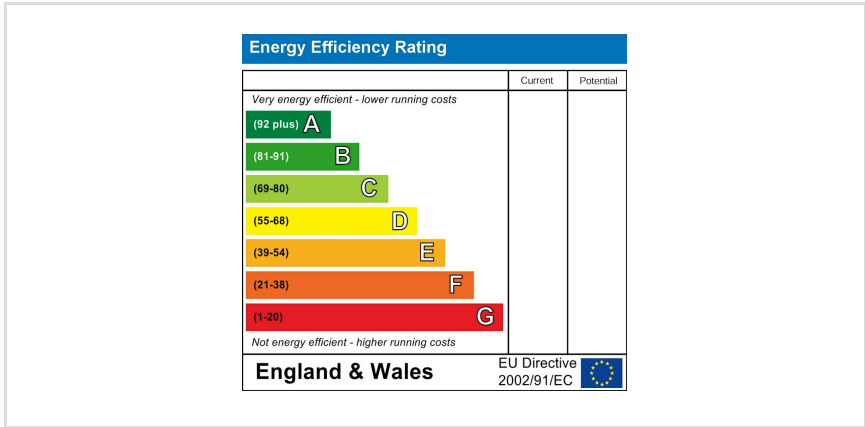 Energy Efficiency Rating
Current Potential
Very energy efficient - lower running costs
(92 plus) A
(81-91) B
(69-80) C
(55-68) D
(39-54) E
(21-38) F
(1-20) G
Not energy efficient - higher running costs
England & Wales
EU Directive
2002/91/EC